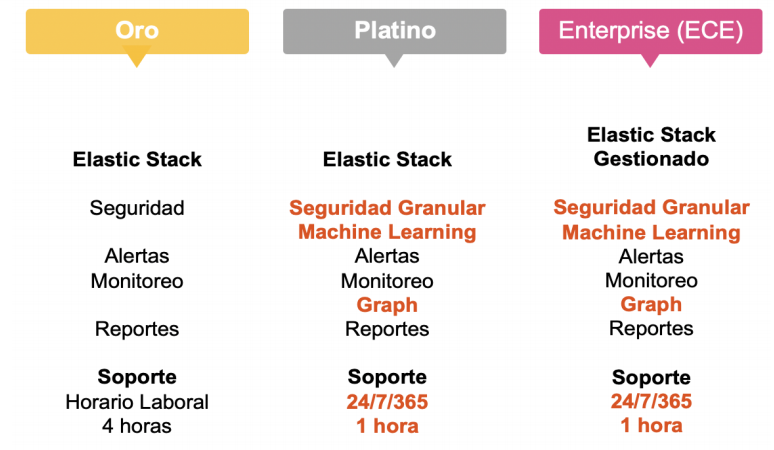 Oro
Elastic Stack
Seguridad
Alertas
Monitoreo
Reportes
Soporte
Horario Laboral
4 horas
Platino
Elastic Stack
Seguridad Granular
Machine Learning
Alertas
Monitoreo
Graph
Reportes
Soporte
24/7/365
1 hora
Enterprise (ECE)
Elastic Stack
Gestionado
Seguridad Granular
Machine Learning
Alertas
Monitoreo
Graph
Reportes
Soporte
24/7/365
1 hora